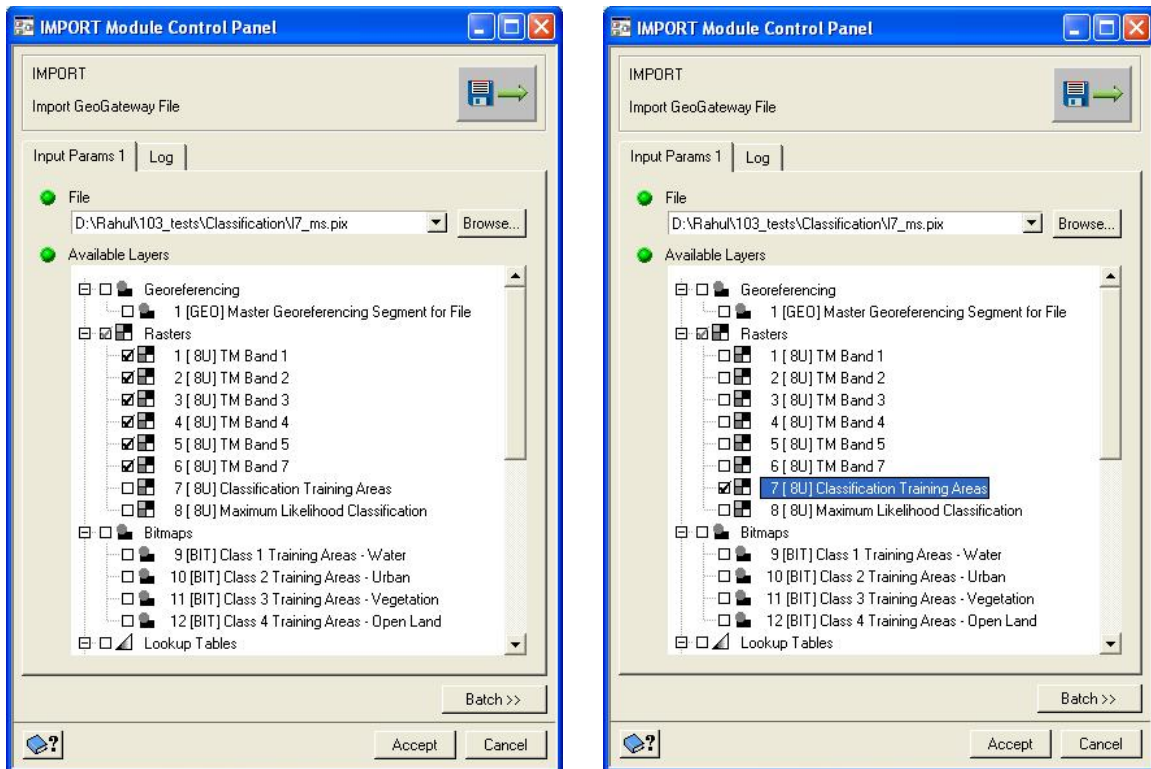 IMPORT Module Control Panel
IMPORT
Import GeoGateway File
Input Params 1
Log
File
D:\Rahul\103_tests\Classification\l7_ms.pix
Browse...
Available Layers
Georeferencing
1 [GEO] Master Georeferencing Segment for File
Rasters
1 [ 8U] TM Band 1
2 [ 8U] TM Band 2
3 [ 8U] TM Band 3
4 [ 8U] TM Band 4
5 [ 8U] TM Band 5
6 [ 8U] TM Band 7
7 [ 8U] Classification Training Areas
8 [ 8U] Maximum Likelihood Classification
Bitmaps
9 [BIT] Class 1 Training Areas - Water
10 [BIT] Class 2 Training Areas - Urban
11 [BIT] Class 3 Training Areas - Vegetation
12 [BIT] Class 4 Training Areas - Open Land
Lookup Tables
Batch >>
?
Accept
Cancel
IMPORT Module Control Panel
IMPORT
Import GeoGateway File
Input Params 1
Log
File
D:\Rahul\103_tests\Classification\l7_ms.pix
Browse...
Available Layers
Georeferencing
1 [GEO] Master Georeferencing Segment for File
Rasters
1 [ 8U] TM Band 1
2 [ 8U] TM Band 2
3 [ 8U] TM Band 3
4 [ 8U] TM Band 4
5 [ 8U] TM Band 5
6 [ 8U] TM Band 7
7 [ 8U] Classification Training Areas
8 [ 8U] Maximum Likelihood Classification
Bitmaps
9 [BIT] Class 1 Training Areas - Water
10 [BIT] Class 2 Training Areas - Urban
11 [BIT] Class 3 Training Areas - Vegetation
12 [BIT] Class 4 Training Areas - Open Land
Lookup Tables
Batch >>
?
Accept
Cancel